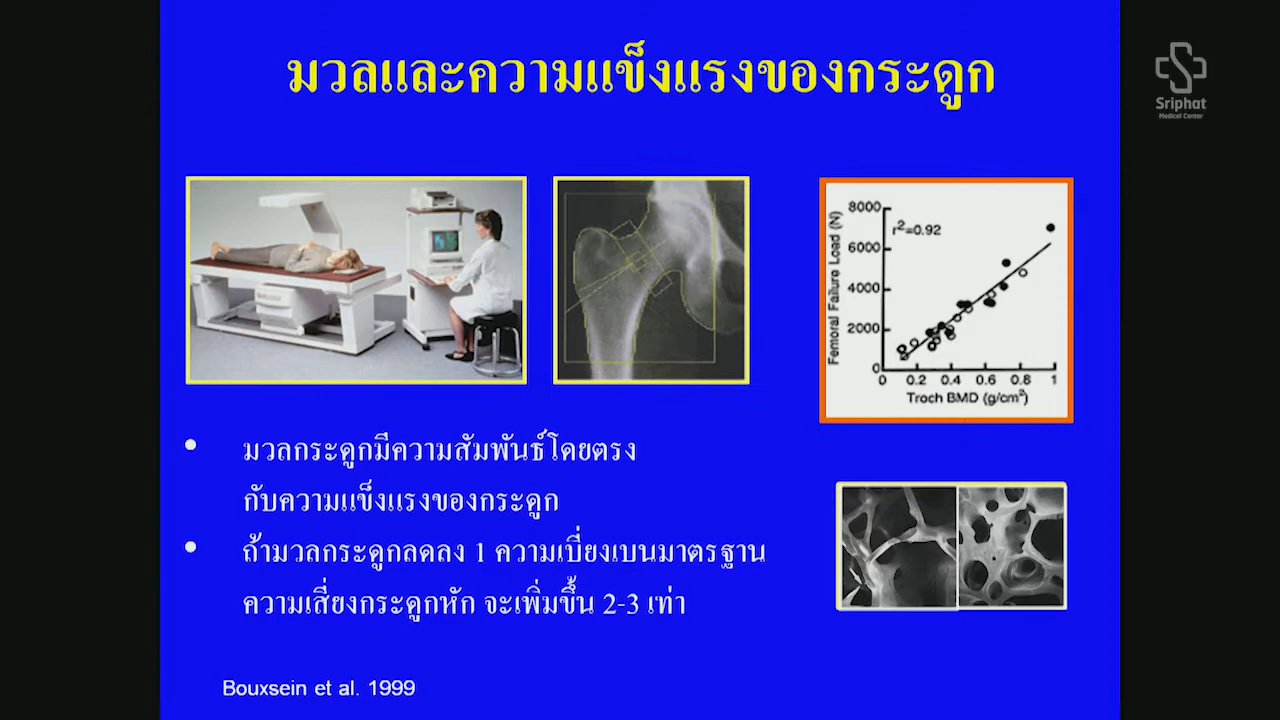 มวลและความแข็งแรงของกระดูก
Sriphat
Medical Center
8000
6000
4000
2000
0
r²=0.92
Femoral Failure Load (N)
0 0.2 0.4 0.6 0.8 1
Troch BMD (g/cm²)
• มวลกระดูกมีความสัมพันธ์โดยตรง
กับความแข็งแรงของกระดูก
• ถ้ามวลกระดูกลดลง 1 ความเบี่ยงเบนมาตรฐาน
ความเสี่ยงกระดูกหัก จะเพิ่มขึ้น 2-3 เท่า
Bouxsein et al. 1999